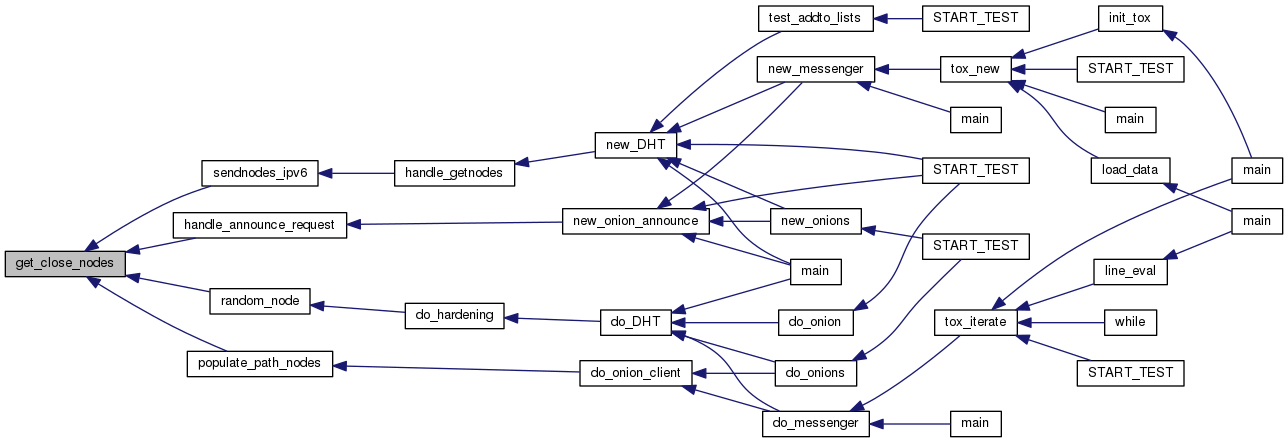 get_close_nodes
sendnodes_ipv6
handle_announce_request
random_node
populate_path_nodes
handle_getnodes
do_hardening
new_DHT
new_onion_announce
do_DHT
do_onion_client
test_addto_lists
new_messenger
new_onions
main
do_onion
do_onions
do_messenger
START_TEST
tox_new
main
START_TEST
START_TEST
tox_iterate
main
init_tox
START_TEST
main
load_data
line_eval
while
START_TEST
main
main